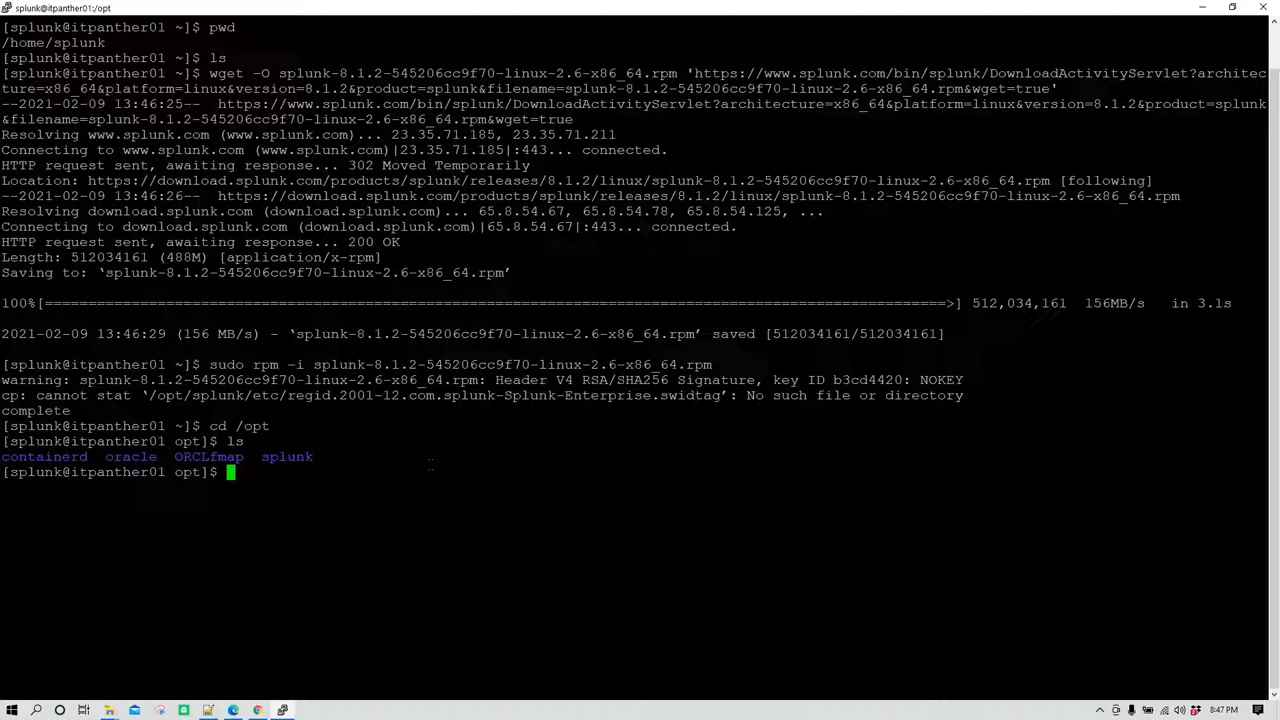 splunk@itpanther01:/opt
[splunk@itpanther01 ~]$ pwd
/home/splunk
[splunk@itpanther01 ~]$ ls
[splunk@itpanther01 ~]$ wget -O splunk-8.1.2-545206cc9f70-linux-2.6-x86_64.rpm 'https://www.splunk.com/bin/splunk/DownloadActivityServlet?architec
ture=x86_64&platform=linux&version=8.1.2&product=splunk&filename=splunk-8.1.2-545206cc9f70-linux-2.6-x86_64.rpm&wget=true'
--2021-02-09 13:46:25--  https://www.splunk.com/bin/splunk/DownloadActivityServlet?architecture=x86_64&platform=linux&version=8.1.2&product=splunk
&filename=splunk-8.1.2-545206cc9f70-linux-2.6-x86_64.rpm&wget=true
Resolving www.splunk.com (www.splunk.com)... 23.35.71.185, 23.35.71.211
Connecting to www.splunk.com (www.splunk.com)|23.35.71.185|:443... connected.
HTTP request sent, awaiting response... 302 Moved Temporarily
Location: https://download.splunk.com/products/splunk/releases/8.1.2/linux/splunk-8.1.2-545206cc9f70-linux-2.6-x86_64.rpm [following]
--2021-02-09 13:46:26--  https://download.splunk.com/products/splunk/releases/8.1.2/linux/splunk-8.1.2-545206cc9f70-linux-2.6-x86_64.rpm
Resolving download.splunk.com (download.splunk.com)... 65.8.54.67, 65.8.54.78, 65.8.54.125, ...
Connecting to download.splunk.com (download.splunk.com)|65.8.54.67|:443... connected.
HTTP request sent, awaiting response... 200 OK
Length: 512034161 (488M) [application/x-rpm]
Saving to: ‘splunk-8.1.2-545206cc9f70-linux-2.6-x86_64.rpm’
100%[=========================================================================================================>] 512,034,161  156MB/s   in 3.1s
2021-02-09 13:46:29 (156 MB/s) - ‘splunk-8.1.2-545206cc9f70-linux-2.6-x86_64.rpm’ saved [512034161/512034161]
[splunk@itpanther01 ~]$ sudo rpm -i splunk-8.1.2-545206cc9f70-linux-2.6-x86_64.rpm
warning: splunk-8.1.2-545206cc9f70-linux-2.6-x86_64.rpm: Header V4 RSA/SHA256 Signature, key ID b3cd4420: NOKEY
cp: cannot stat ‘/opt/splunk/etc/regid.2001-12.com.splunk-Splunk-Enterprise.swidtag’: No such file or directory
complete
[splunk@itpanther01 ~]$ cd /opt
[splunk@itpanther01 opt]$ ls
containerd  oracle  ORCLfmap  splunk
[splunk@itpanther01 opt]$
8:47 PM